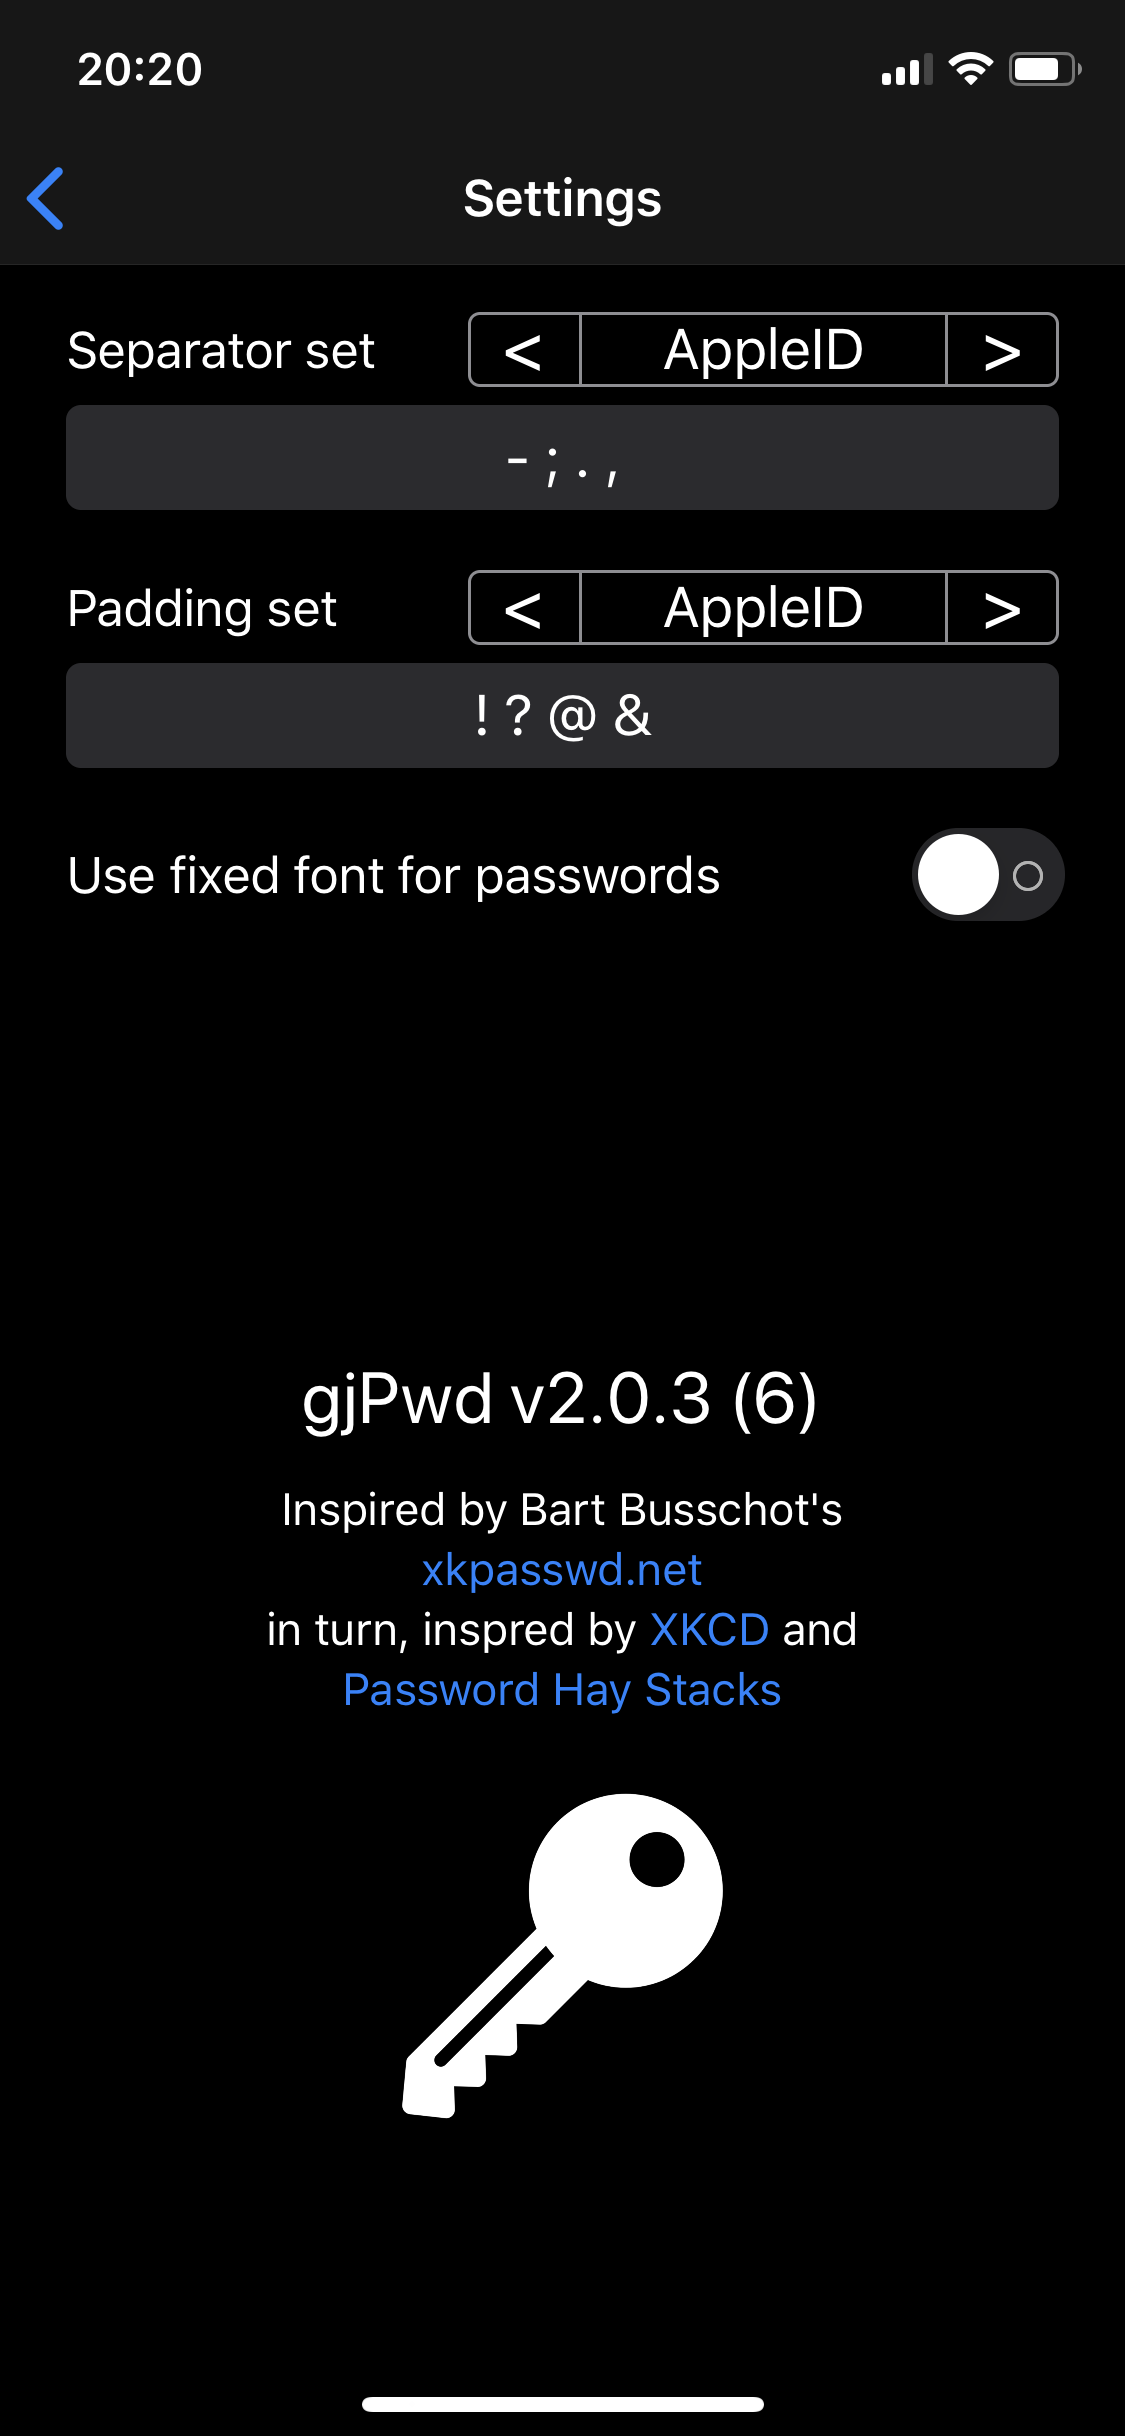 20:20
Settings
Separator set < AppleID >
- ; . ,
Padding set < AppleID >
! ? @ &
Use fixed font for passwords
gjPwd v2.0.3 (6)
Inspired by Bart Busschot's
xkpasswd.net
in turn, inspred by XKCD and
Password Hay Stacks